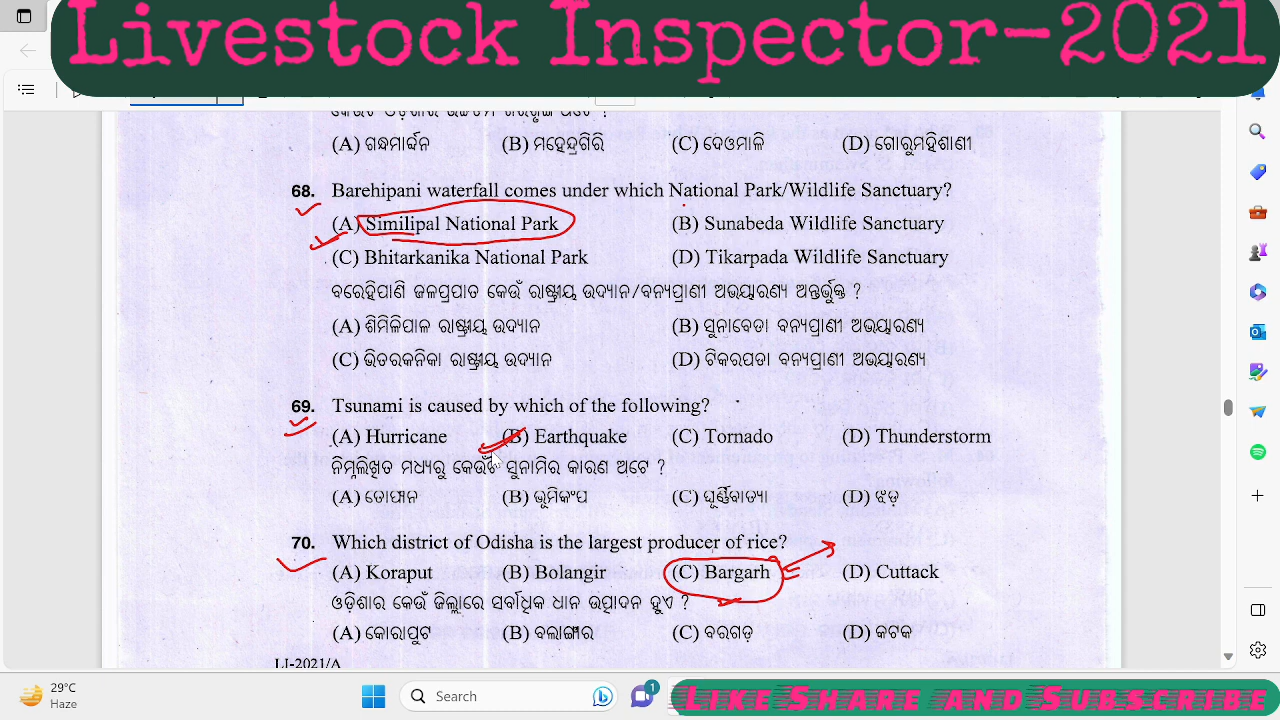 Livestock Inspector-2021
(A) ଗନ୍ଧମାର୍ଦ୍ଦନ (B) ମହେନ୍ଦ୍ରଗିରି (C) ଦେଓମାଳି (D) ଗୋରୁମହିଷାଣୀ
68. Barehipani waterfall comes under which National Park/Wildlife Sanctuary?
(A) Similipal National Park (B) Sunabeda Wildlife Sanctuary
(C) Bhitarkanika National Park (D) Tikarpada Wildlife Sanctuary
ବରେହିପାଣି ଜଳପ୍ରପାତ କେଉଁ ରାଷ୍ଟ୍ରୀୟ ଉଦ୍ୟାନ/ବନ୍ୟପ୍ରାଣୀ ଅଭୟାରଣ୍ୟ ଅନ୍ତର୍ଭୁକ୍ତ ?
(A) ଶିମିଳିପାଳ ରାଷ୍ଟ୍ରୀୟ ଉଦ୍ୟାନ (B) ସୁନାବେଡା ବନ୍ୟପ୍ରାଣୀ ଅଭୟାରଣ୍ୟ
(C) ଭିତରକନିକା ରାଷ୍ଟ୍ରୀୟ ଉଦ୍ୟାନ (D) ଟିକରପଡା ବନ୍ୟପ୍ରାଣୀ ଅଭୟାରଣ୍ୟ
69. Tsunami is caused by which of the following?
(A) Hurricane (B) Earthquake (C) Tornado (D) Thunderstorm
ନିମ୍ନଲିଖିତ ମଧ୍ୟରୁ କେଉଁଟି ସୁନାମିର କାରଣ ଅଟେ ?
(A) ତୋଫାନ (B) ଭୂମିକଂପ (C) ଘୂର୍ଣ୍ଣିବାତ୍ୟା (D) ଝଡ଼
70. Which district of Odisha is the largest producer of rice?
(A) Koraput (B) Bolangir (C) Bargarh (D) Cuttack
ଓଡ଼ିଶାର କେଉଁ ଜିଲ୍ଲାରେ ସର୍ବାଧିକ ଧାନ ଉତ୍ପାଦନ ହୁଏ ?
(A) କୋରାପୁଟ (B) ବଲାଙ୍ଗୀର (C) ବରଗଡ଼ (D) କଟକ
LI-2021/A
29°C
Haze
Search
1
Like Share and Subscribe